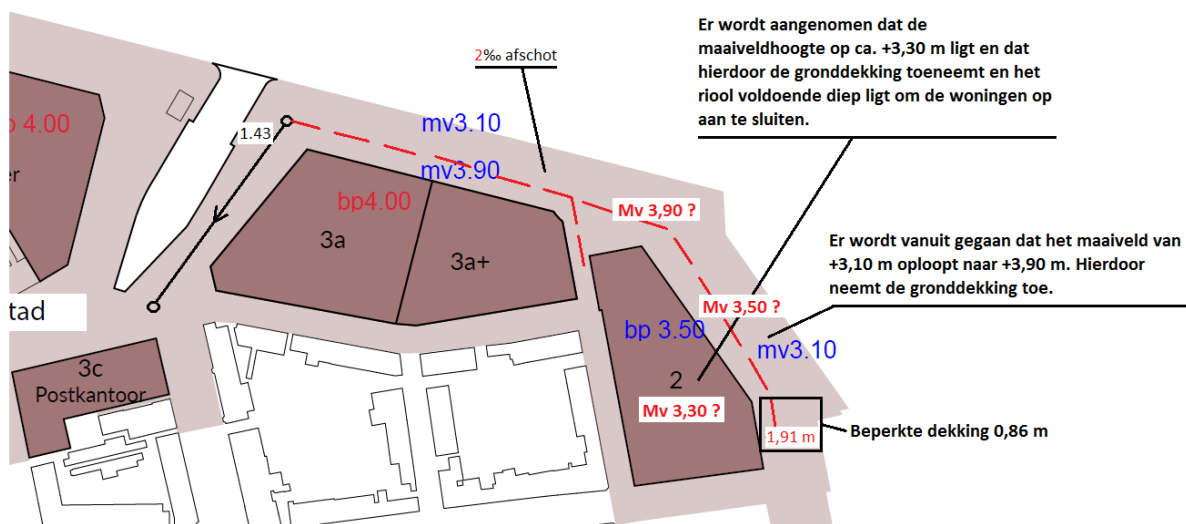 Er wordt aangenomen dat de
maaiveldhoogte op ca. +3,30 m ligt en dat
hierdoor de gronddekking toeneemt en het
riool voldoende diep ligt om de woningen op
aan te sluiten.
2‰ afschot
4.00
er
1.43
mv3.10
mv3.90
bp4.00
3a
3a+
Mv 3,90 ?
Er wordt vanuit gegaan dat het maaiveld van
+3,10 m oploopt naar +3,90 m. Hierdoor
neemt de gronddekking toe.
tad
Mv 3,50 ?
bp 3.50
mv3.10
3c
Postkantoor
2
Mv 3,30 ?
1,91 m
Beperkte dekking 0,86 m